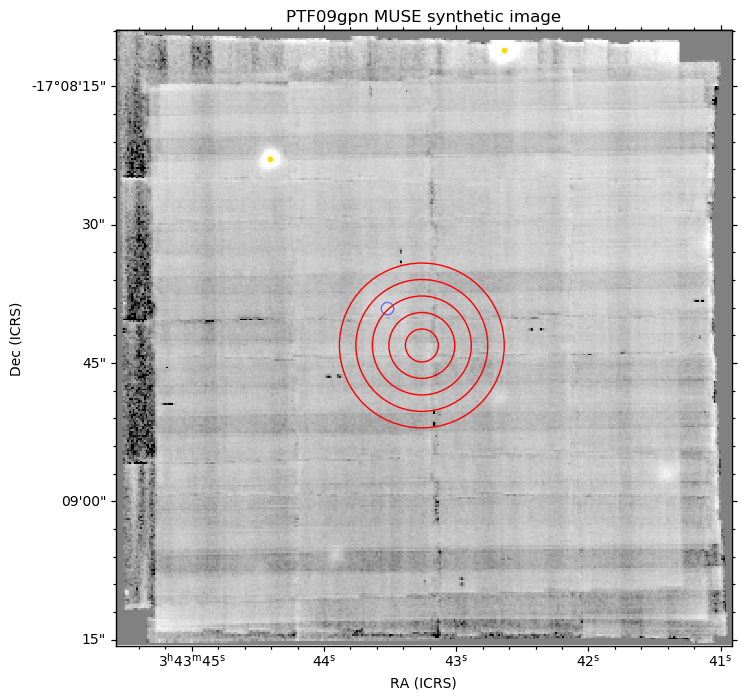 PTF09gpn MUSE synthetic image
-17°08'15"
30"
45"
09'00"
15"
3ʰ43ᵐ45ˢ 44ˢ 43ˢ 42ˢ 41ˢ
Dec (ICRS)
RA (ICRS)